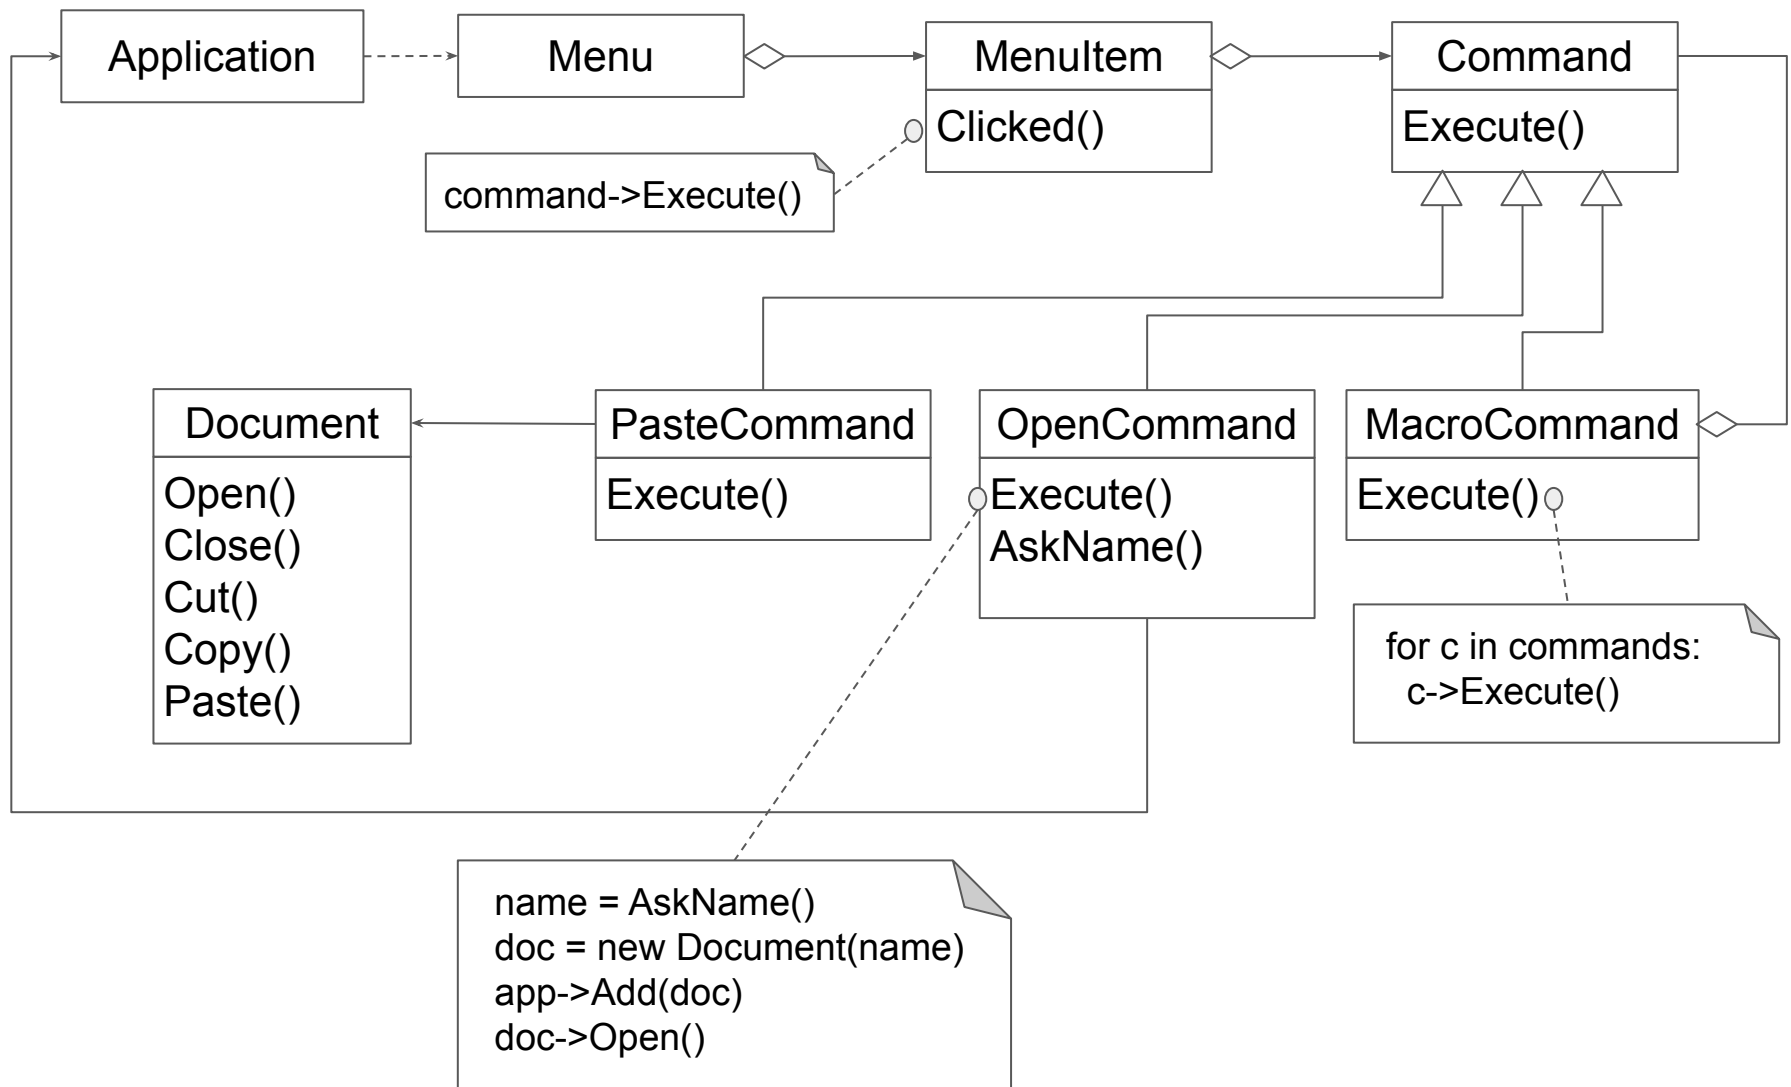 Application
Menu
MenuItem
Command
Clicked()
Execute()
command->Execute()
Document
PasteCommand
OpenCommand
MacroCommand
Open()
Close()
Cut()
Copy()
Paste()
Execute()
Execute()
AskName()
Execute()
for c in commands:
c->Execute()
name = AskName()
doc = new Document(name)
app->Add(doc)
doc->Open()